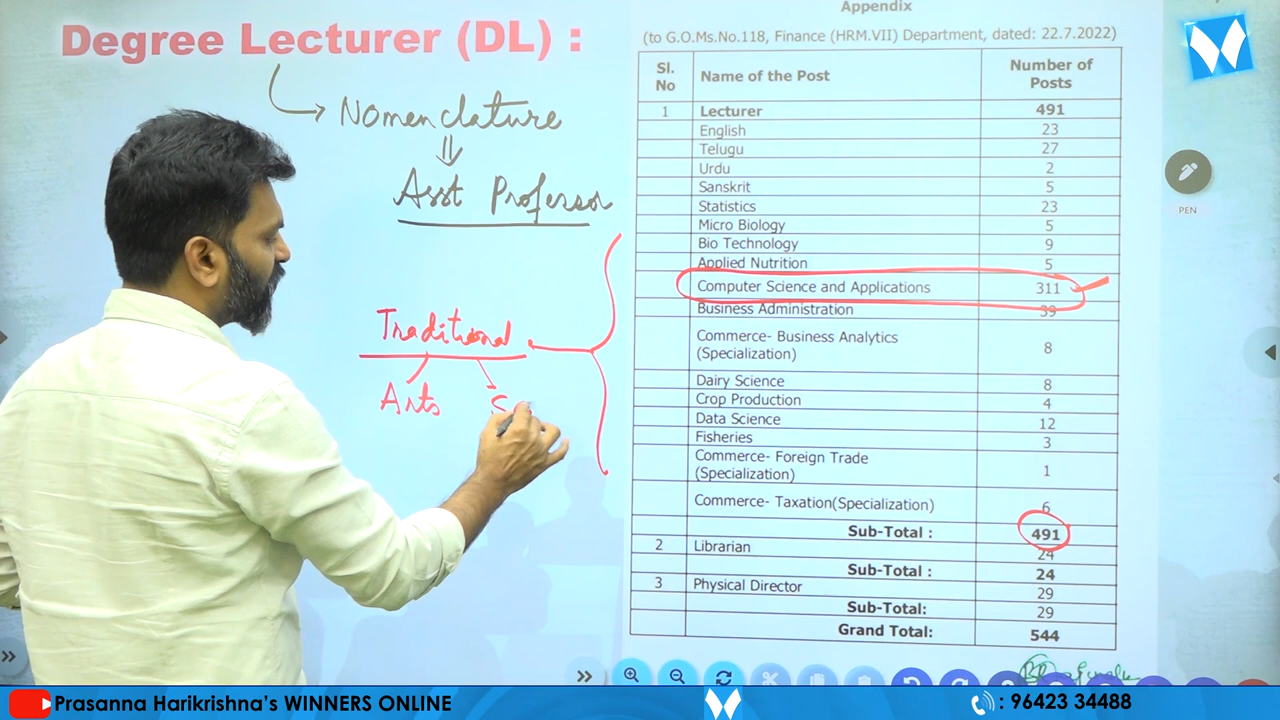 Degree Lecturer (DL) :
Nomenclature
Asst Professor
Traditional
Arts
Appendix
(to G.O.Ms.No.118, Finance (HRM.VII) Department, dated: 22.7.2022)
Sl. No Name of the Post Number of Posts
1 Lecturer 491
English 23
Telugu 27
Urdu 2
Sanskrit 5
Statistics 23
Micro Biology 5
Bio Technology 9
Applied Nutrition 5
Computer Science and Applications 311
Business Administration 39
Commerce- Business Analytics
(Specialization) 8
Dairy Science 8
Crop Production 4
Data Science 12
Fisheries 3
Commerce- Foreign Trade
(Specialization) 1
Commerce- Taxation(Specialization) 6
Sub-Total : 491
2 Librarian 24
Sub-Total : 24
3 Physical Director 29
Sub-Total: 29
Grand Total: 544
PEN
Prasanna Harikrishna's WINNERS ONLINE
: 96423 34488